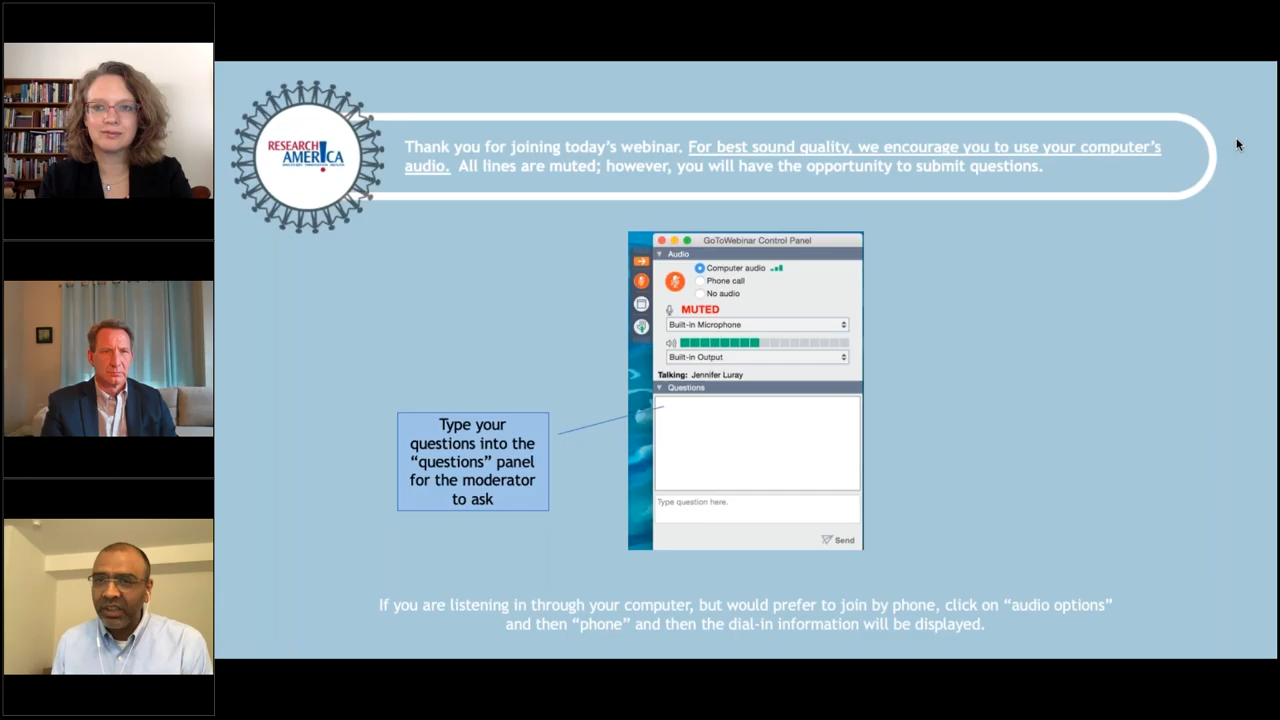 RESEARCH
AMERICA
Thank you for joining today’s webinar. For best sound quality, we encourage you to use your computer’s
audo. All lines are muted; however, you will have the opportunity to submit questions.
GoToWebinar Control Panel
Audio
Computer audio
Phone call
No audio
MUTED
Built-in Microphone
Built-in Output
Talking: Jennifer Luray
Questions
Type your
questions into the
“questions” panel
for the moderator
to ask
Type question here.
Send
If you are listening in through your computer, but would prefer to join by phone, click on “audio options”
and then “phone” and then the dial-in information will be displayed.